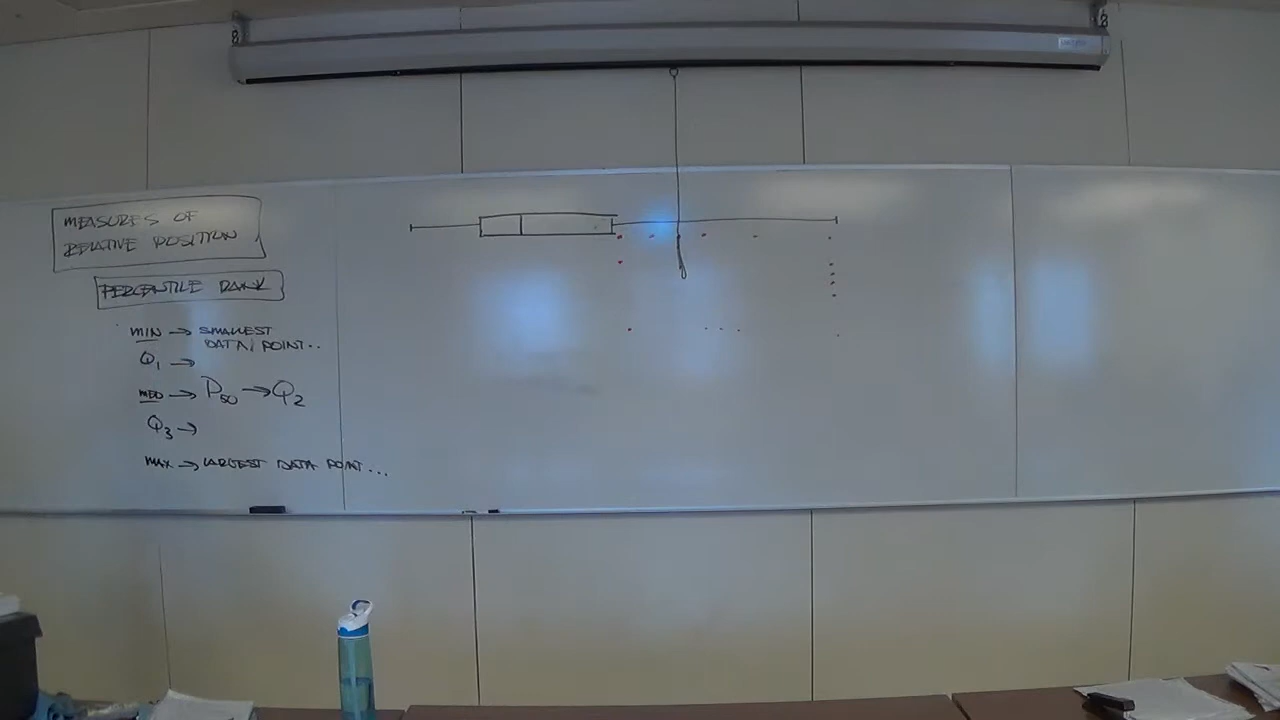 MEASURES OF
RELATIVE POSITION
PERCENTILE RANK
MIN → SMALLEST
DATA POINT..
Q1 →
MED → P50 → Q2
Q3 →
MAX → LARGEST DATA POINT...